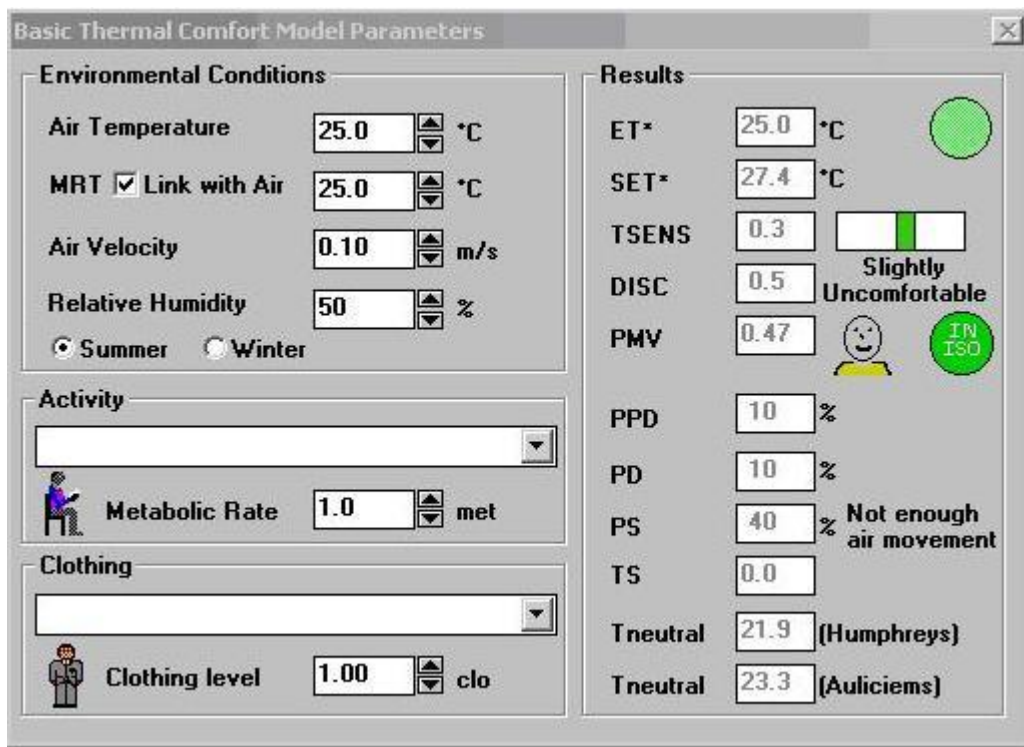 Basic Thermal Comfort Model Parameters
Environmental Conditions
Air Temperature 25.0 °C
MRT Link with Air 25.0 °C
Air Velocity 0.10 m/s
Relative Humidity 50 %
Summer Winter
Activity
Metabolic Rate 1.0 met
Clothing
Clothing level 1.00 clo
Results
ET* 25.0 °C
SET* 27.4 °C
TSENS 0.3
DISC 0.5 Slightly
Uncomfortable
PMV 0.47 IN
ISO
PPD 10 %
PD 10 %
PS 40 % Not enough
air movement
TS 0.0
Tneutral 21.9 (Humphreys)
Tneutral 23.3 (Auliciems)